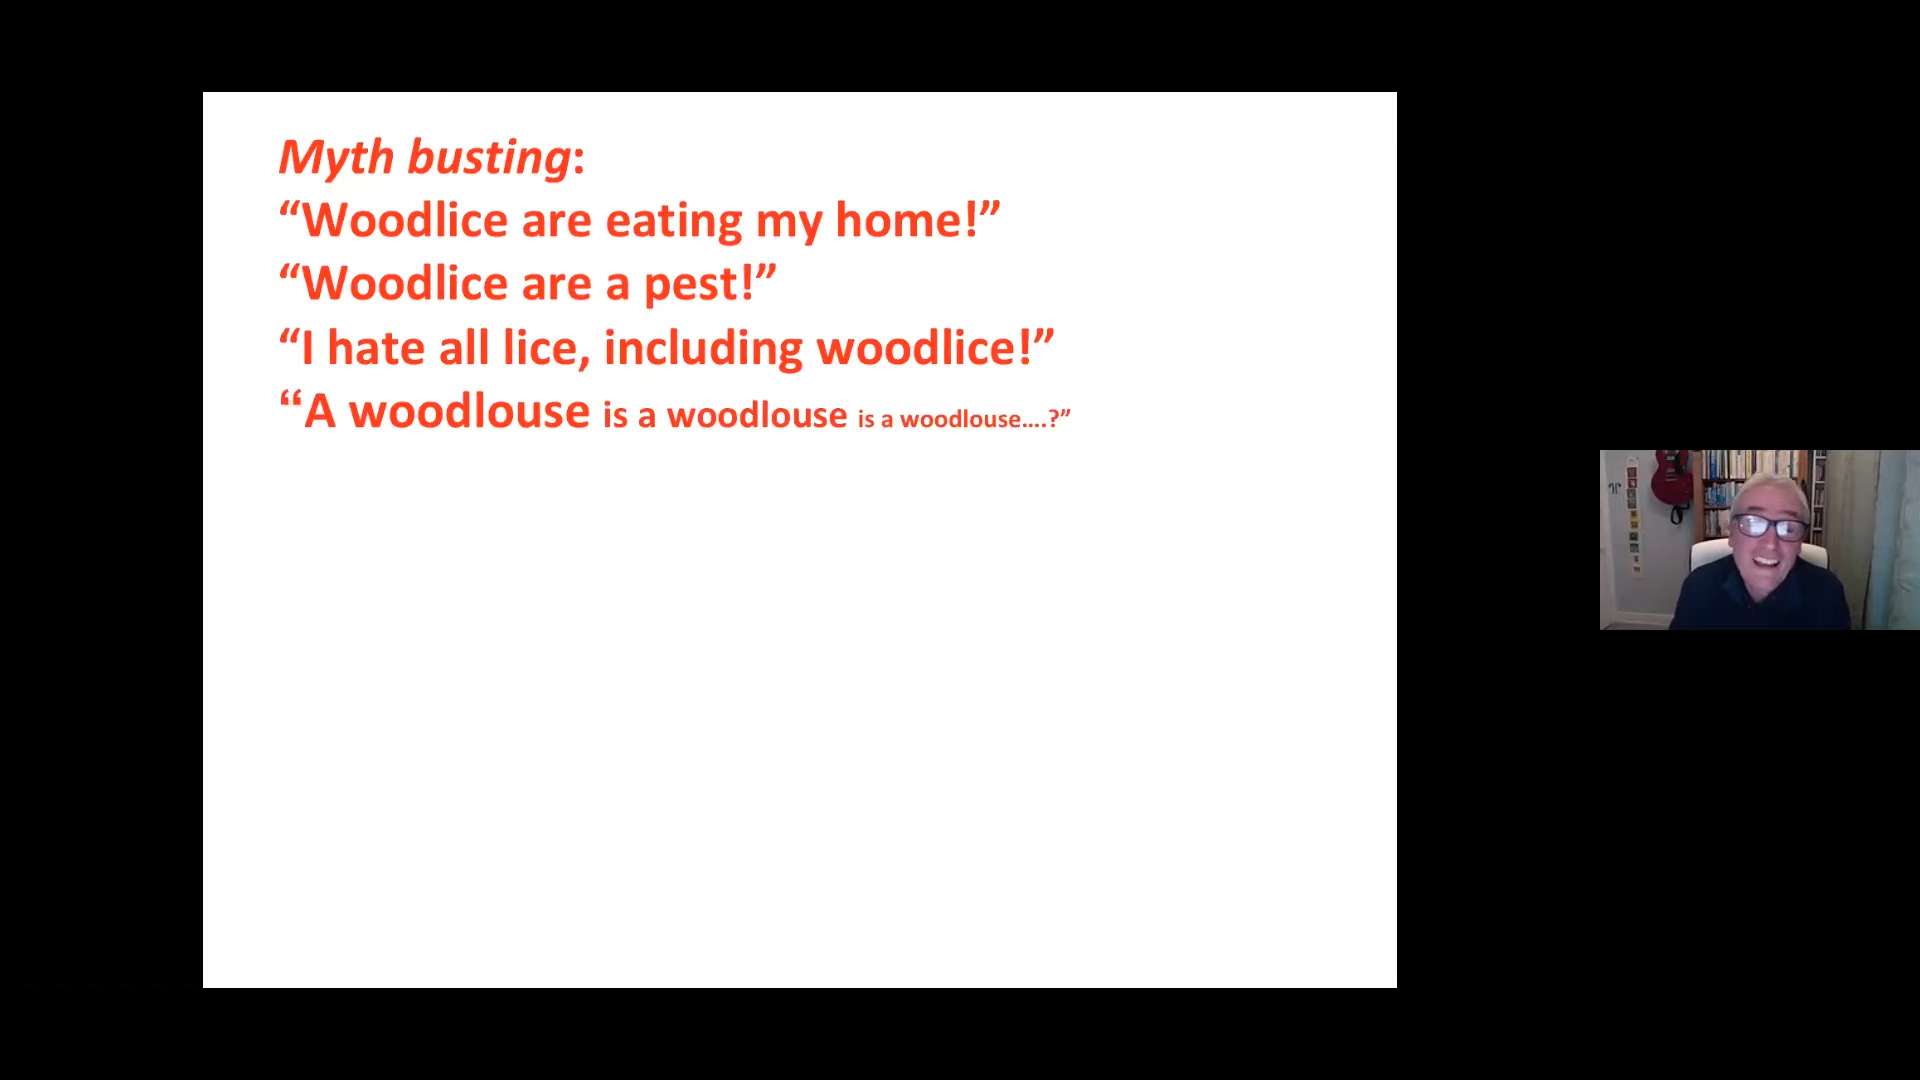 Myth busting:
“Woodlice are eating my home!”
“Woodlice are a pest!”
“I hate all lice, including woodlice!”
“A woodlouse is a woodlouse is a woodlouse....?”